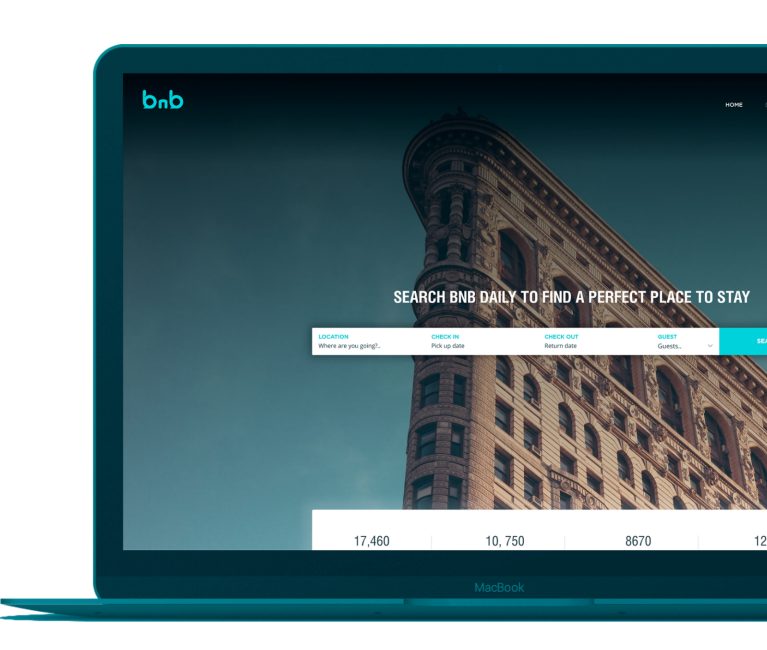 bnb
HOME
SEARCH BNB DAILY TO FIND A PERFECT PLACE TO STAY
LOCATION
Where are you going?..
CHECK IN
Pick up date
CHECK OUT
Return date
GUEST
Guests..
SEA
17,460
10, 750
8670
12
MacBook